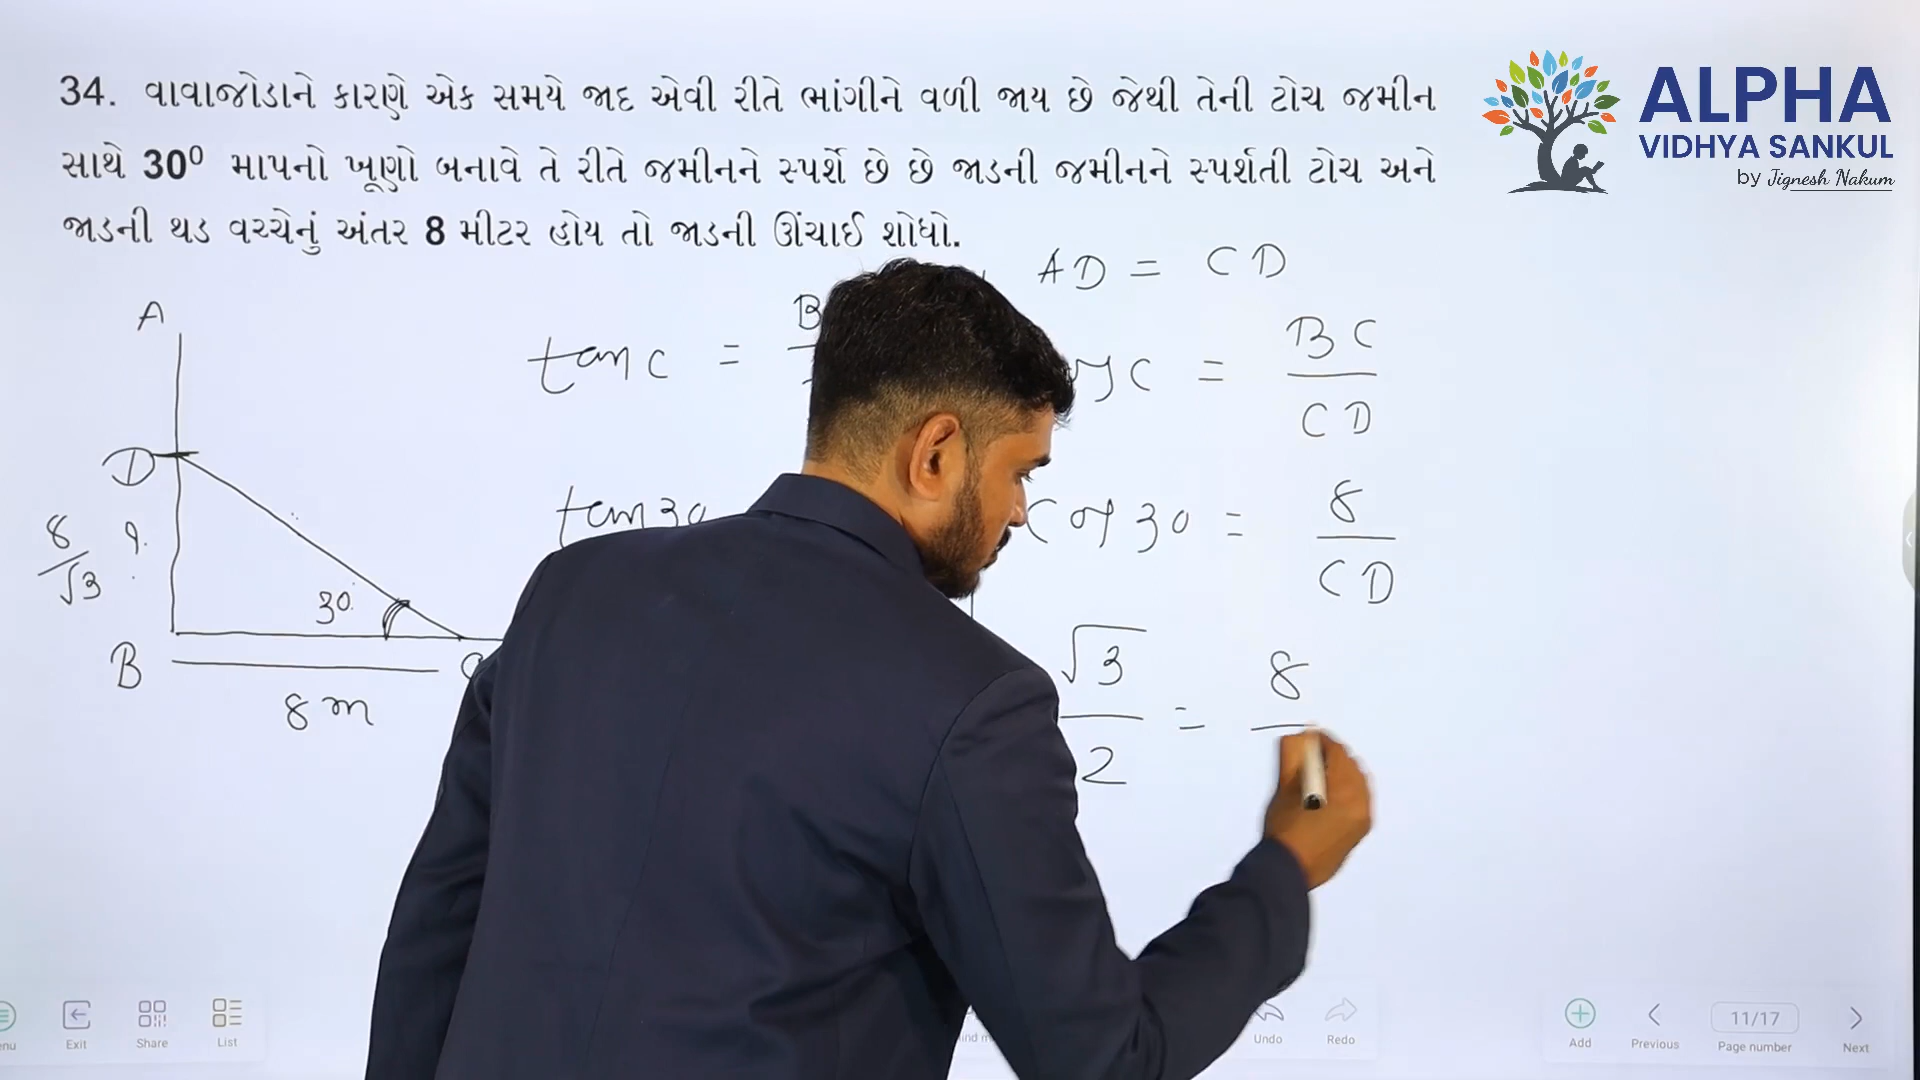 34. વાવાજોડાને કારણે એક સમયે જાદ એવી રીતે ભાંગીને વળી જાય છે જેથી તેની ટોચ જમીન
સાથે 30⁰ માપનો ખૂણો બનાવે તે રીતે જમીનને સ્પર્શે છે છે જાડની જમીનને સ્પર્શતી ટોચ અને
જાડની થડ વચ્ચેનું અંતર 8 મીટર હોય તો જાડની ઊંચાઈ શોધો.
ALPHA
VIDHYA SANKUL
by Jignesh Nakum
A
D
8
√3
?
30
B
C
8 m
tan C =
B
tan 30
AD = CD
C = BC
CD
cos 30 = 8
CD
√3
2
= 8
Exit
Share
List
Undo
Redo
Add
Previous
11/17
Page number
Next